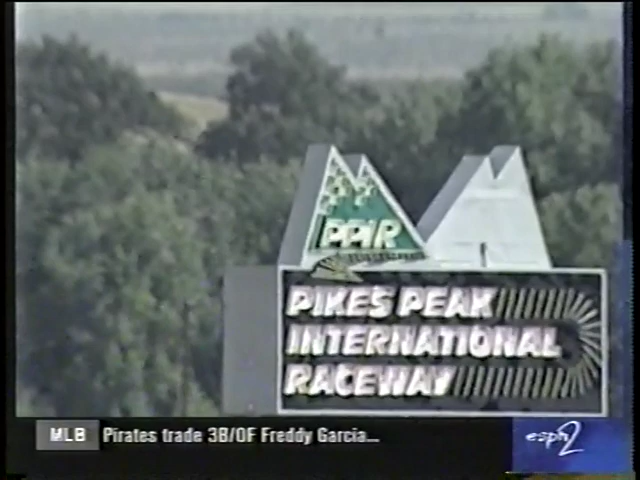 PPIR
PIKES PEAK
INTERNATIONAL
RACEWAY
MLB Pirates trade 3B/OF Freddy Garcia...
espn2